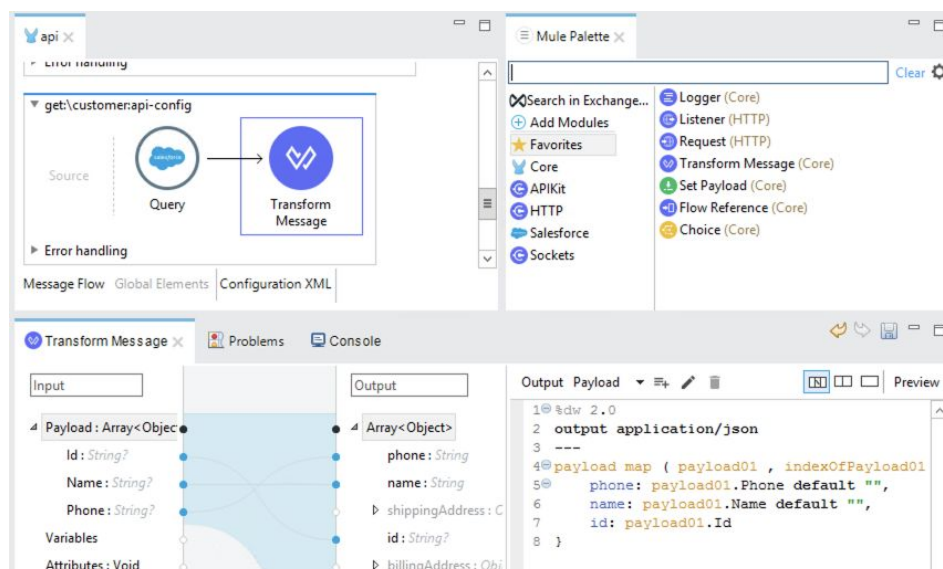 api
Error handling
get:\customer:api-config
Source
salesforce
Query
Transform
Message
Error handling
Message Flow Global Elements Configuration XML
Mule Palette
Clear
Search in Exchange...
Add Modules
Favorites
Core
APIKit
HTTP
Salesforce
Sockets
Logger (Core)
Listener (HTTP)
Request (HTTP)
Transform Message (Core)
Set Payload (Core)
Flow Reference (Core)
Choice (Core)
Transform Message Problems Console
Input
Payload : Array<Objec
Id : String?
Name : String?
Phone : String?
Variables
Attributes : Void
Output
Array<Object>
phone : String
name : String
shippingAddress : C
id : String?
billingAddress : Obj
Output Payload Preview
1 %dw 2.0
2 output application/json
3 ---
4 payload map ( payload01 , indexOfPayload01
5 phone: payload01.Phone default "",
6 name: payload01.Name default "",
7 id: payload01.Id
8 }